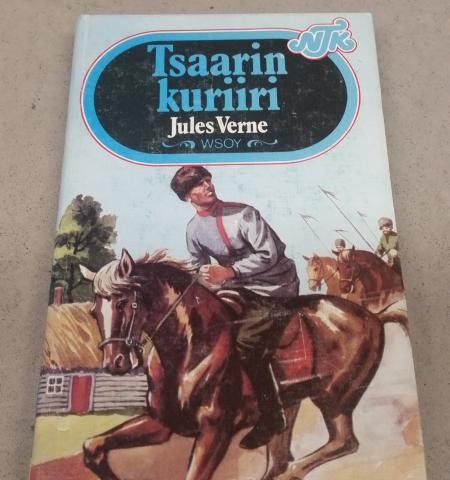 NTK
Tsaarin
kuriiri
Jules Verne
WSOY